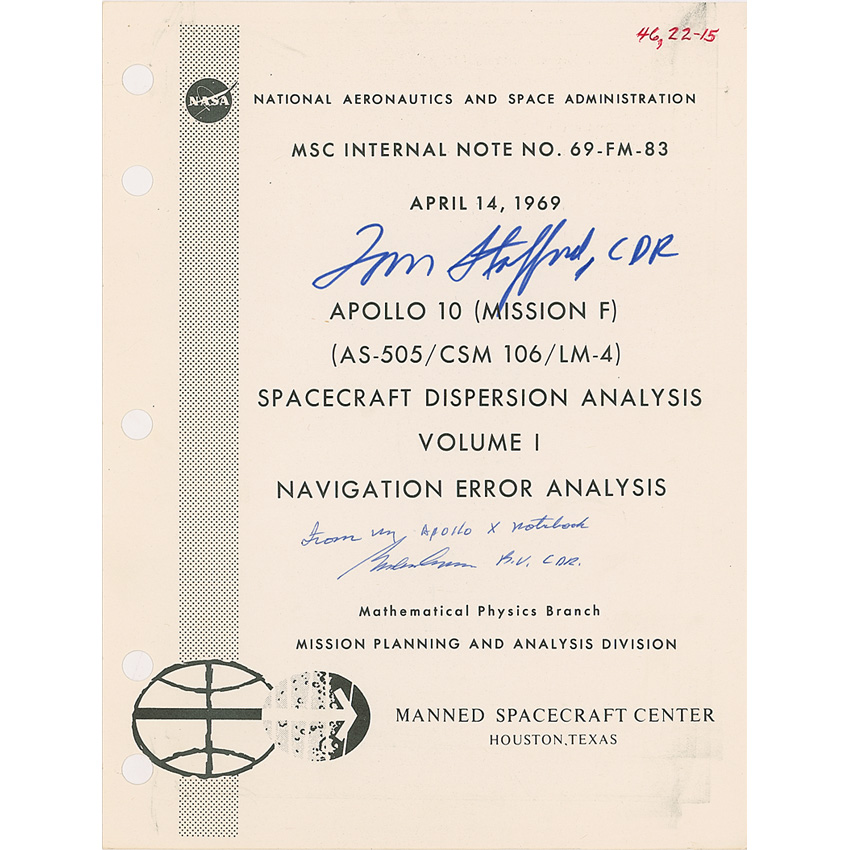 46, 22-15
NASA
NATIONAL AERONAUTICS AND SPACE ADMINISTRATION
MSC INTERNAL NOTE NO. 69-FM-83
APRIL 14, 1969
Tom Stafford, CDR
APOLLO 10 (MISSION F)
(AS-505/CSM 106/LM-4)
SPACECRAFT DISPERSION ANALYSIS
VOLUME I
NAVIGATION ERROR ANALYSIS
From my Apollo X notebook
B.U. CDR.
Mathematical Physics Branch
MISSION PLANNING AND ANALYSIS DIVISION
MANNED SPACECRAFT CENTER
HOUSTON, TEXAS